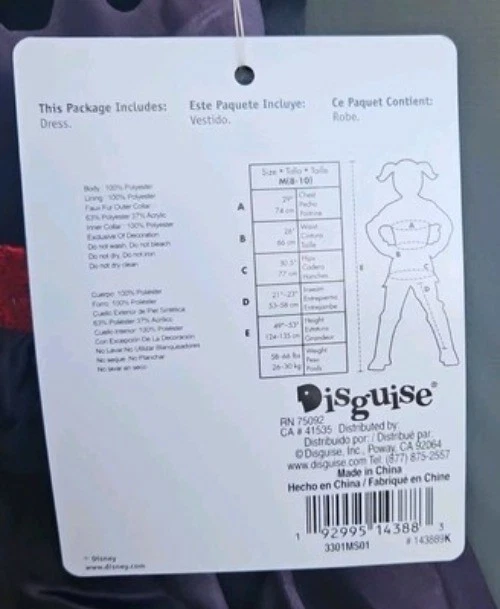 This Package Includes:
Dress.
Este Paquete Incluye:
Vestido.
Ce Paquet Contient:
Robe.
Body: 100% Polyester
Lining: 100% Polyester
Faux Fur Outer Collar:
63% Polyester 37% Acrylic
Inner Collar: 100% Polyester
Exclusive Of Decoration
Do not wash, Do not bleach
Do not dry, Do not iron
Do not dry clean
Cuerpo: 100% Poliéster
Forro: 100% Poliéster
Cuello Exterior de Piel Sintética
63% Poliéster 37% Acrílico
Cuello Interior: 100% Poliéster
Con Excepción De La Decoración
No Lavar No Utilizar Blanqueadores
No seque No Planchar
No lavar en seco
Size * Talla * Taille
M(8-10)
A 29" 74 cm Chest Pecho Poitrine
B 26" 66 cm Waist Cintura Taille
C 30.5" 77 cm Hips Cadera Hanches
D 21"-23" 53-58 cm Inseam Entrepierna Entrejambe
E 49"-53" 124-135 cm Height Estatura Grandeur
58-66 lbs 26-30 kg Weight Peso Poids
A
B
C
D
E
Disguise®
RN 75092
CA # 41535 Distributed by:
Distribuido por: / Distribué par:
© Disguise, Inc., Poway, CA 92064
www.disguise.com Tel: (877) 875-2557
Made in China
Hecho en China / Fabriqué en Chine
1 92995 14388 3
3301MS01 # 143889K
© Disney
www.disney.com